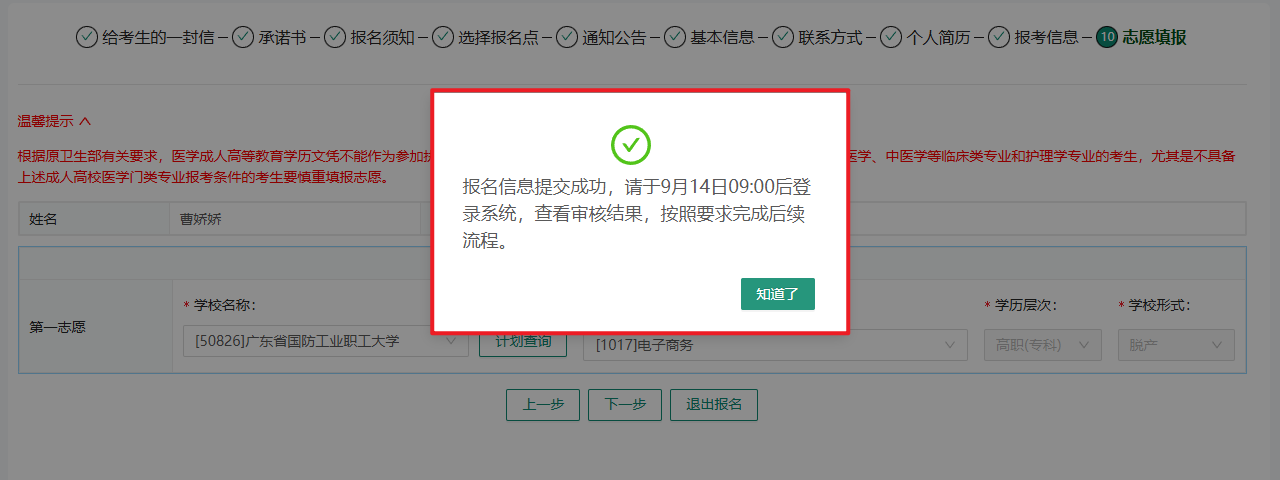 给考生的一封信 承诺书 报名须知 选择报名点 通知公告 基本信息 联系方式 个人简历 报考信息 10 志愿填报
温馨提示
根据原卫生部有关要求，医学成人高等教育学历文凭不能作为参加 医学、中医学等临床类专业和护理学专业的考生，尤其是不具备
上述成人高校医学门类专业报考条件的考生要慎重填报志愿。
报名信息提交成功，请于9月14日09:00后登
录系统，查看审核结果，按照要求完成后续
流程。
知道了
姓名 曹娇娇
第一志愿
* 学校名称： * 学历层次： * 学校形式：
[50826]广东省国防工业职工大学 计划查询 [1017]电子商务 高职(专科) 脱产
上一步 下一步 退出报名